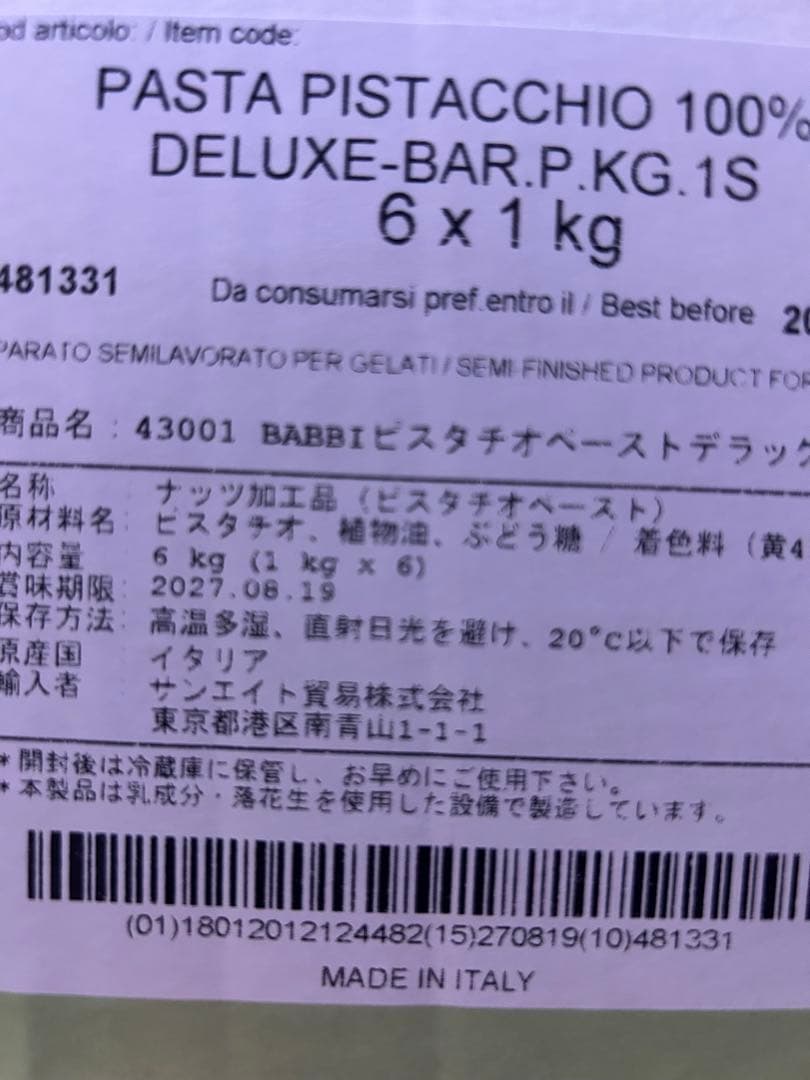 od articolo: / Item code:
PASTA PISTACCHIO 100%
DELUXE-BAR.P.KG.1S
6 x 1 kg
481331 Da consumarsi pref.entro il / Best before 20
PARATO SEMILAVORATO PER GELATI / SEMI-FINISHED PRODUCT FOR
商品名 : 43001 BABBIピスタチオペーストデラック
名称 ナッツ加工品 (ピスタチオペースト)
原材料名: ピスタチオ、植物油、ぶどう糖 / 着色料 (黄4
内容量 6 kg (1 kg x 6)
賞味期限: 2027.08.19
保存方法: 高温多湿、直射日光を避け、20°C以下で保存
原産国 イタリア
輸入者 サンエイト貿易株式会社
東京都港区南青山1-1-1
* 開封後は冷蔵庫に保管し、お早めにご使用下さい。
* 本製品は乳成分・落花生を使用した設備で製造しています。
(01)18012012124482(15)270819(10)481331
MADE IN ITALY